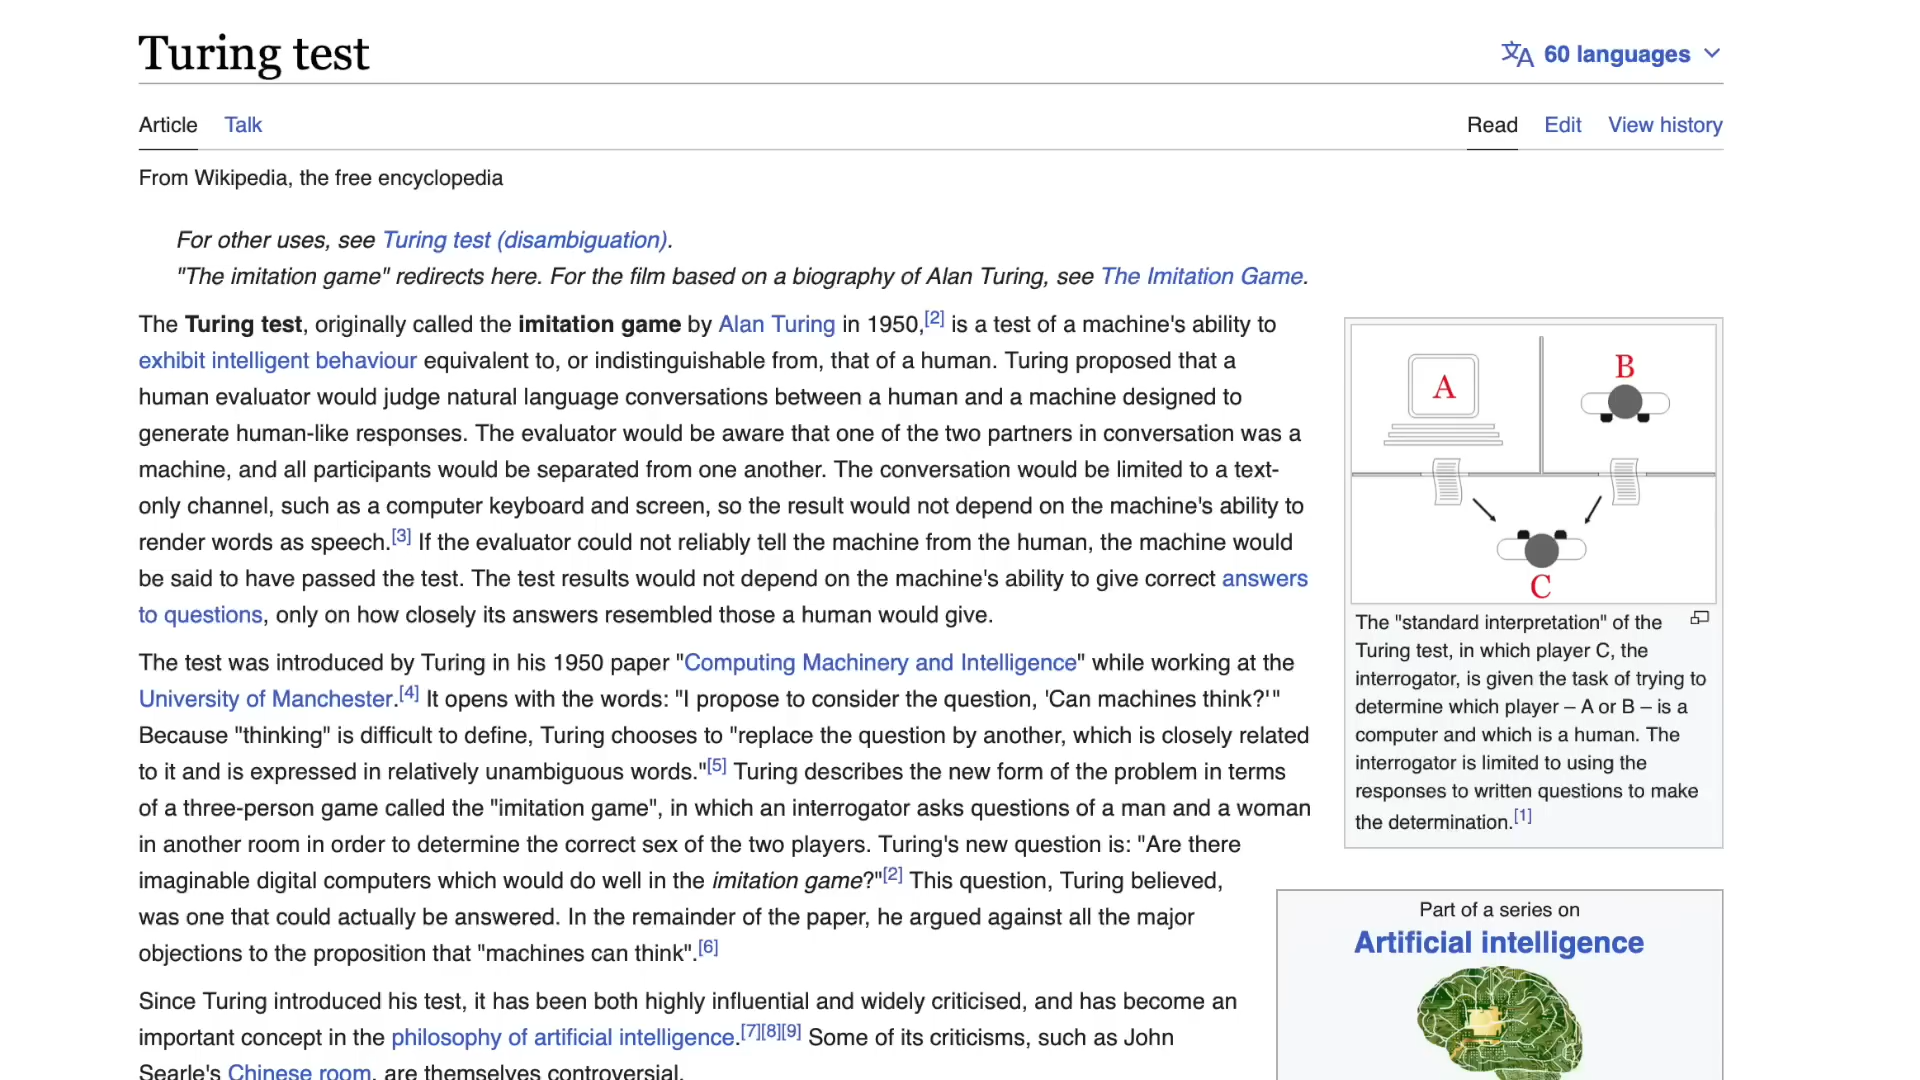 Turing test
60 languages
Article Talk
Read Edit View history
From Wikipedia, the free encyclopedia
For other uses, see Turing test (disambiguation).
"The imitation game" redirects here. For the film based on a biography of Alan Turing, see The Imitation Game.
The Turing test, originally called the imitation game by Alan Turing in 1950,[2] is a test of a machine's ability to
exhibit intelligent behaviour equivalent to, or indistinguishable from, that of a human. Turing proposed that a
human evaluator would judge natural language conversations between a human and a machine designed to
generate human-like responses. The evaluator would be aware that one of the two partners in conversation was a
machine, and all participants would be separated from one another. The conversation would be limited to a text-
only channel, such as a computer keyboard and screen, so the result would not depend on the machine's ability to
render words as speech.[3] If the evaluator could not reliably tell the machine from the human, the machine would
be said to have passed the test. The test results would not depend on the machine's ability to give correct answers
to questions, only on how closely its answers resembled those a human would give.
The test was introduced by Turing in his 1950 paper "Computing Machinery and Intelligence" while working at the
University of Manchester.[4] It opens with the words: "I propose to consider the question, 'Can machines think?'"
Because "thinking" is difficult to define, Turing chooses to "replace the question by another, which is closely related
to it and is expressed in relatively unambiguous words."[5] Turing describes the new form of the problem in terms
of a three-person game called the "imitation game", in which an interrogator asks questions of a man and a woman
in another room in order to determine the correct sex of the two players. Turing's new question is: "Are there
imaginable digital computers which would do well in the imitation game?"[2] This question, Turing believed,
was one that could actually be answered. In the remainder of the paper, he argued against all the major
objections to the proposition that "machines can think".[6]
Since Turing introduced his test, it has been both highly influential and widely criticised, and has become an
important concept in the philosophy of artificial intelligence.[7][8][9] Some of its criticisms, such as John
Searle's Chinese room, are themselves controversial.
A
B
C
The "standard interpretation" of the
Turing test, in which player C, the
interrogator, is given the task of trying to
determine which player – A or B – is a
computer and which is a human. The
interrogator is limited to using the
responses to written questions to make
the determination.[1]
Part of a series on
Artificial intelligence